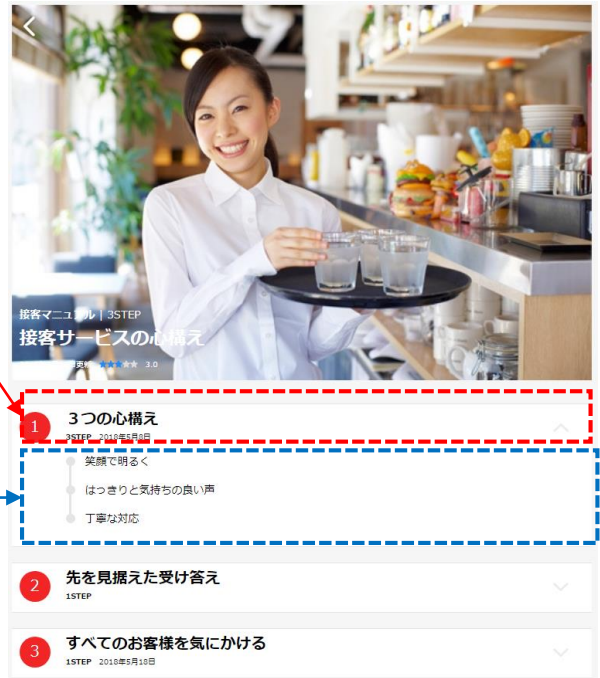 接客マニュアル | 3STEP
接客サービスの心構え
更新 ★★★★★ 3.0
1
３つの心構え
3STEP 2018年5月8日
笑顔で明るく
はっきりと気持ちの良い声
丁寧な対応
2
先を見据えた受け答え
1STEP
3
すべてのお客様を気にかける
1STEP 2018年5月18日